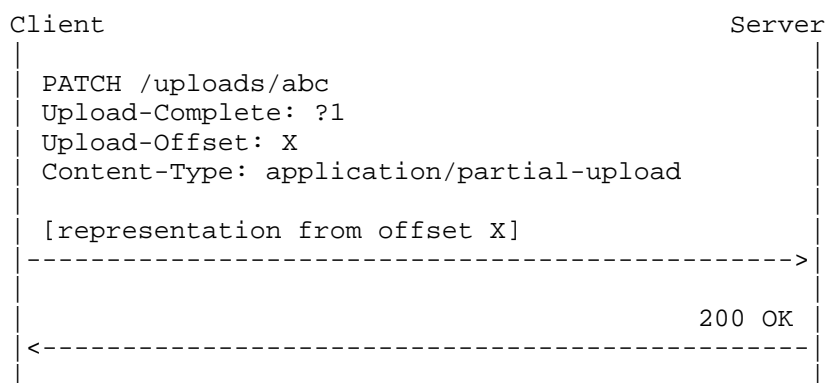 Client Server
PATCH /uploads/abc
Upload-Complete: ?1
Upload-Offset: X
Content-Type: application/partial-upload
[representation from offset X]
200 OK